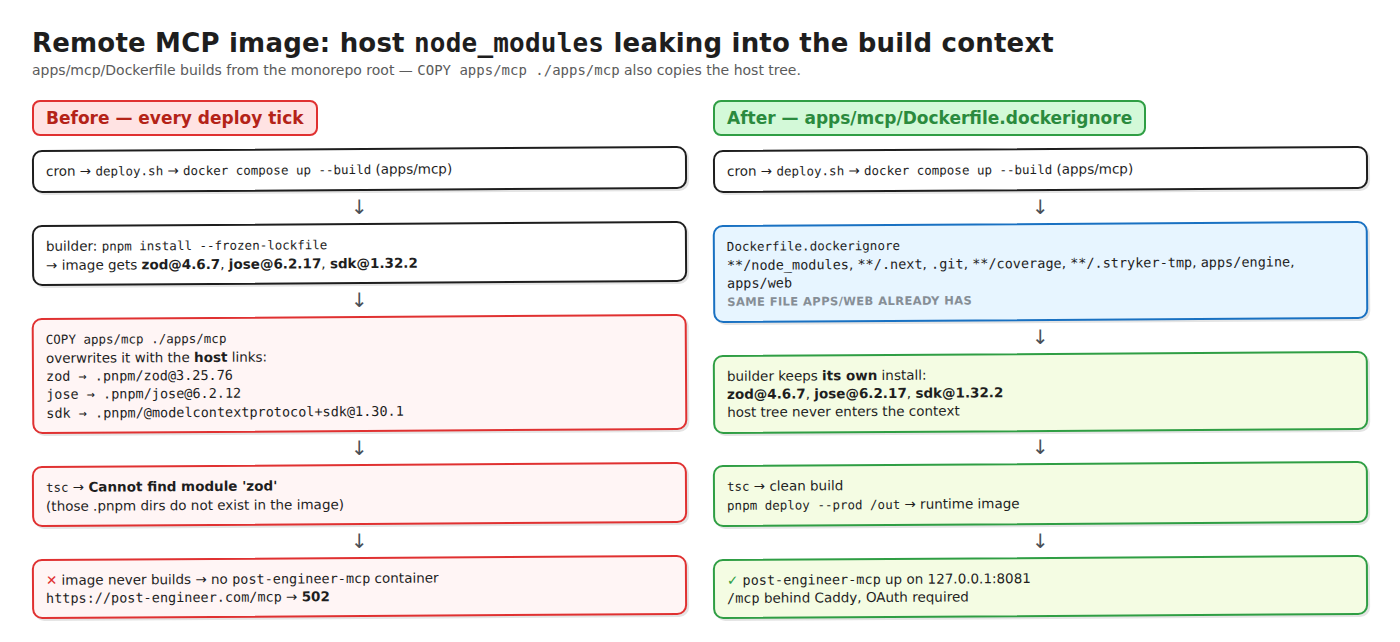 Remote MCP image: host node_modules leaking into the build context
apps/mcp/Dockerfile builds from the monorepo root — COPY apps/mcp ./apps/mcp also copies the host tree.
Before — every deploy tick
cron → deploy.sh → docker compose up --build (apps/mcp)
↓
builder: pnpm install --frozen-lockfile
→ image gets zod@4.6.7, jose@6.2.17, sdk@1.32.2
↓
COPY apps/mcp ./apps/mcp
overwrites it with the host links:
zod → .pnpm/zod@3.25.76
jose → .pnpm/jose@6.2.12
sdk → .pnpm/@modelcontextprotocol+sdk@1.30.1
↓
tsc → Cannot find module 'zod'
(those .pnpm dirs do not exist in the image)
↓
✕ image never builds → no post-engineer-mcp container
https://post-engineer.com/mcp → 502
After — apps/mcp/Dockerfile.dockerignore
cron → deploy.sh → docker compose up --build (apps/mcp)
↓
Dockerfile.dockerignore
**/node_modules, **/.next, .git, **/coverage, **/.stryker-tmp, apps/engine,
apps/web
SAME FILE APPS/WEB ALREADY HAS
↓
builder keeps its own install:
zod@4.6.7, jose@6.2.17, sdk@1.32.2
host tree never enters the context
↓
tsc → clean build
pnpm deploy --prod /out → runtime image
↓
✓ post-engineer-mcp up on 127.0.0.1:8081
/mcp behind Caddy, OAuth required